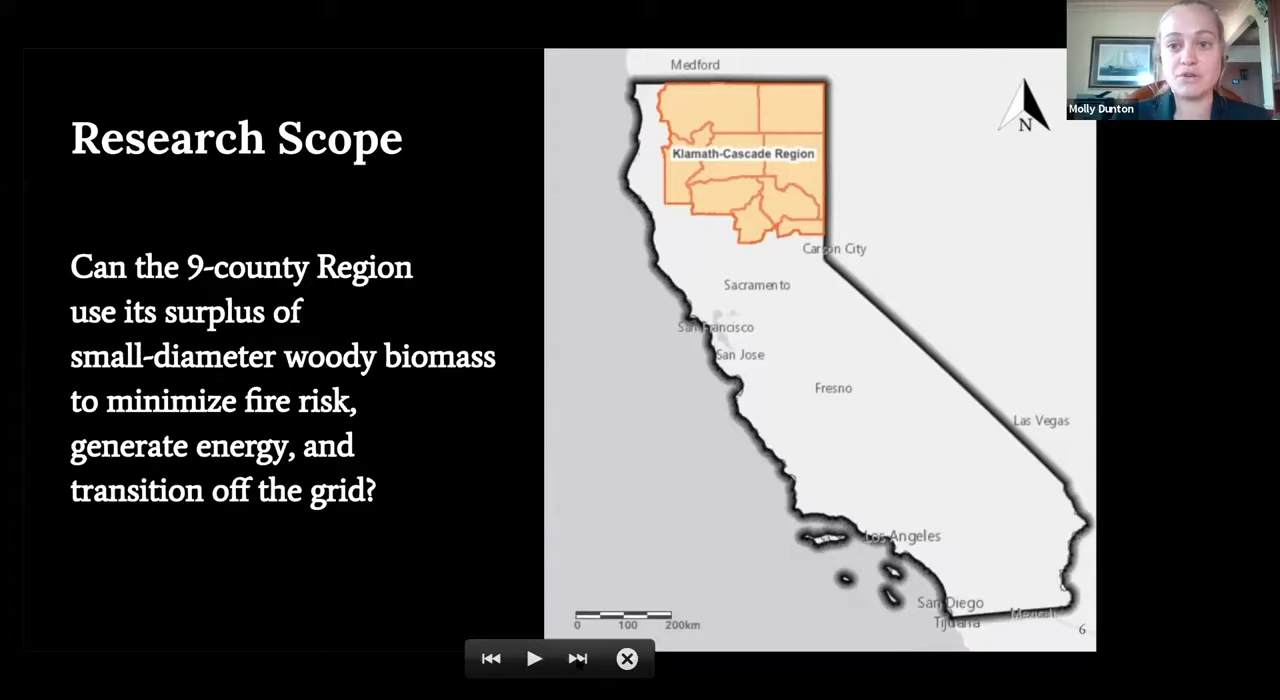 Research Scope
Can the 9-county Region
use its surplus of
small-diameter woody biomass
to minimize fire risk,
generate energy, and
transition off the grid?
Medford
N
Klamath-Cascade Region
Carson City
Sacramento
San Francisco
San Jose
Fresno
Las Vegas
Los Angeles
San Diego
Tijuana
Mexicali
0 100 200km
6
Molly Dunton